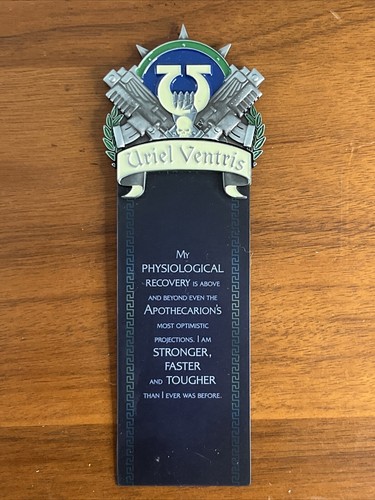 Uriel Ventris
My
physiological
recovery is above
and beyond even the
Apothecarion's
most optimistic
projections. I am
stronger,
faster
and tougher
than I ever was before.